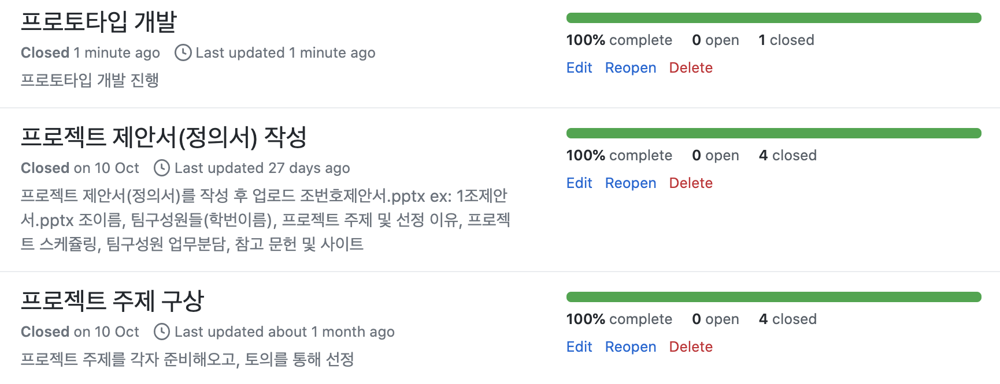 프로토타입 개발
Closed 1 minute ago Last updated 1 minute ago
프로토타입 개발 진행
100% complete 0 open 1 closed
Edit Reopen Delete
프로젝트 제안서(정의서) 작성
Closed on 10 Oct Last updated 27 days ago
프로젝트 제안서(정의서)를 작성 후 업로드 조번호제안서.pptx ex: 1조제안
서.pptx 조이름, 팀구성원들(학번이름), 프로젝트 주제 및 선정 이유, 프로젝
트 스케쥴링, 팀구성원 업무분담, 참고 문헌 및 사이트
100% complete 0 open 4 closed
Edit Reopen Delete
프로젝트 주제 구상
Closed on 10 Oct Last updated about 1 month ago
프로젝트 주제를 각자 준비해오고, 토의를 통해 선정
100% complete 0 open 4 closed
Edit Reopen Delete